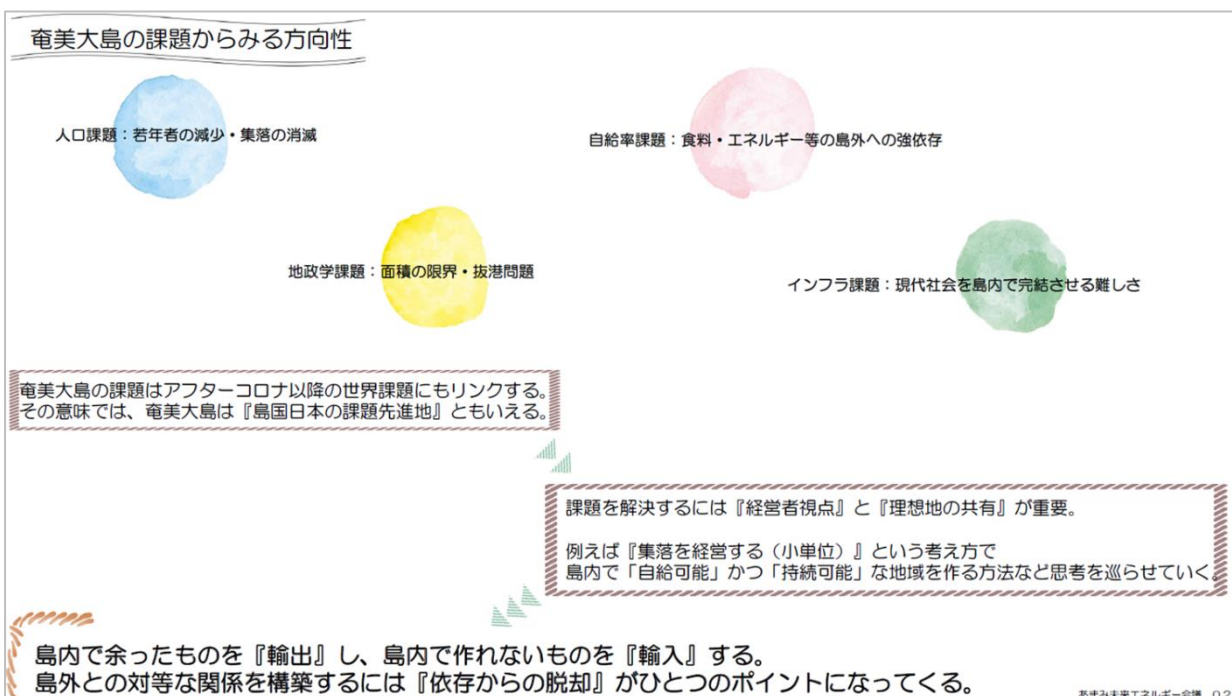 奄美大島の課題からみる方向性
人口課題：若年者の減少・集落の消滅
自給率課題：食料・エネルギー等の島外への強依存
地政学課題：面積の限界・抜港問題
インフラ課題：現代社会を島内で完結させる難しさ
奄美大島の課題はアフターコロナ以降の世界課題にもリンクする。
その意味では、奄美大島は『島国日本の課題先進地』ともいえる。
課題を解決するには『経営者視点』と『理想地の共有』が重要。
例えば『集落を経営する（小単位）』という考え方で
島内で「自給可能」かつ「持続可能」な地域を作る方法など思考を巡らせていく。
島内で余ったものを『輸出』し、島内で作れないものを『輸入』する。
島外との対等な関係を構築するには『依存からの脱却』がひとつのポイントになってくる。
あまみ未来エネルギー会議